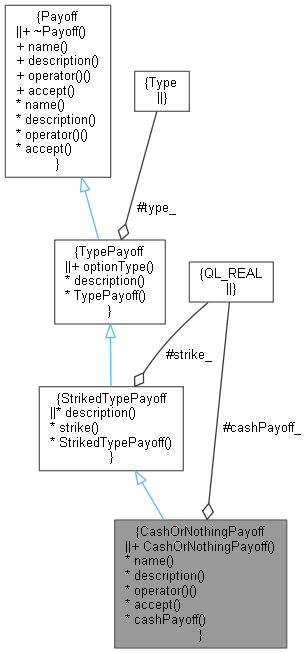 {Payoff
||+ ~Payoff()
+ name()
+ description()
+ operator()()
+ accept()
* name()
* description()
* operator()()
* accept()
}
{Type
||}
#type_
{TypePayoff
||+ optionType()
* description()
* TypePayoff()
}
{QL_REAL
||}
#strike_
{StrikedTypePayoff
||* description()
* strike()
* StrikedTypePayoff()
}
#cashPayoff_
{CashOrNothingPayoff
||+ CashOrNothingPayoff()
* name()
* description()
* operator()()
* accept()
* cashPayoff()
}